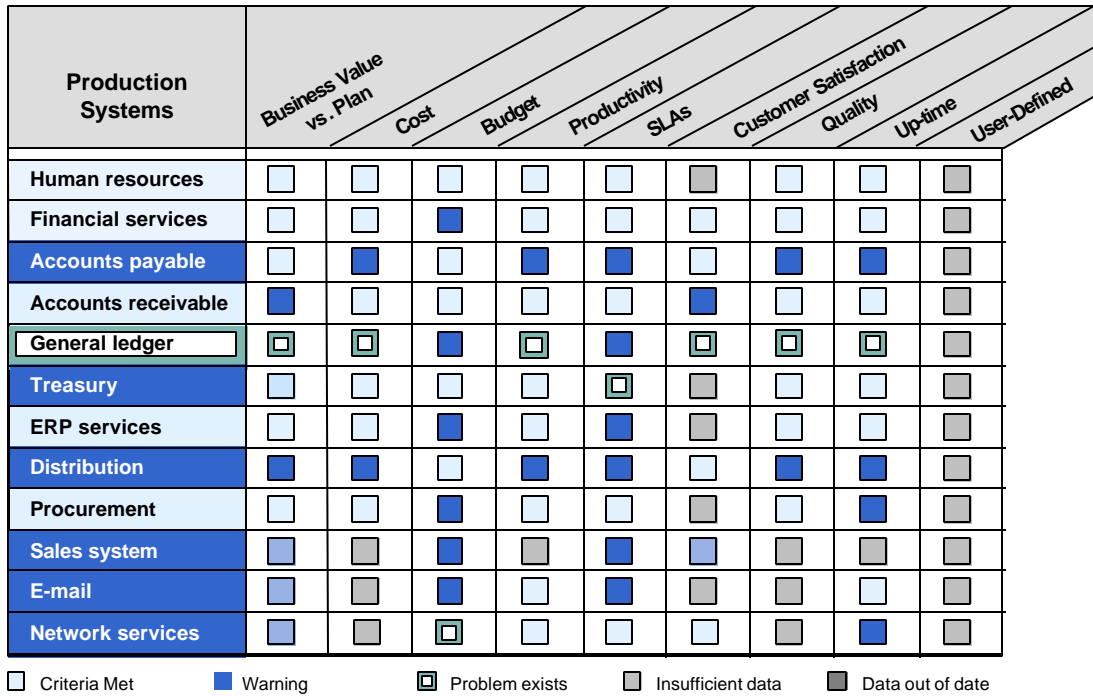 Production
Systems
Business Value
vs. Plan
Cost
Budget
Productivity
SLAs
Customer Satisfaction
Quality
Up-time
User-Defined
Human resources
Financial services
Accounts payable
Accounts receivable
General ledger
Treasury
ERP services
Distribution
Procurement
Sales system
E-mail
Network services
Criteria Met
Warning
Problem exists
Insufficient data
Data out of date